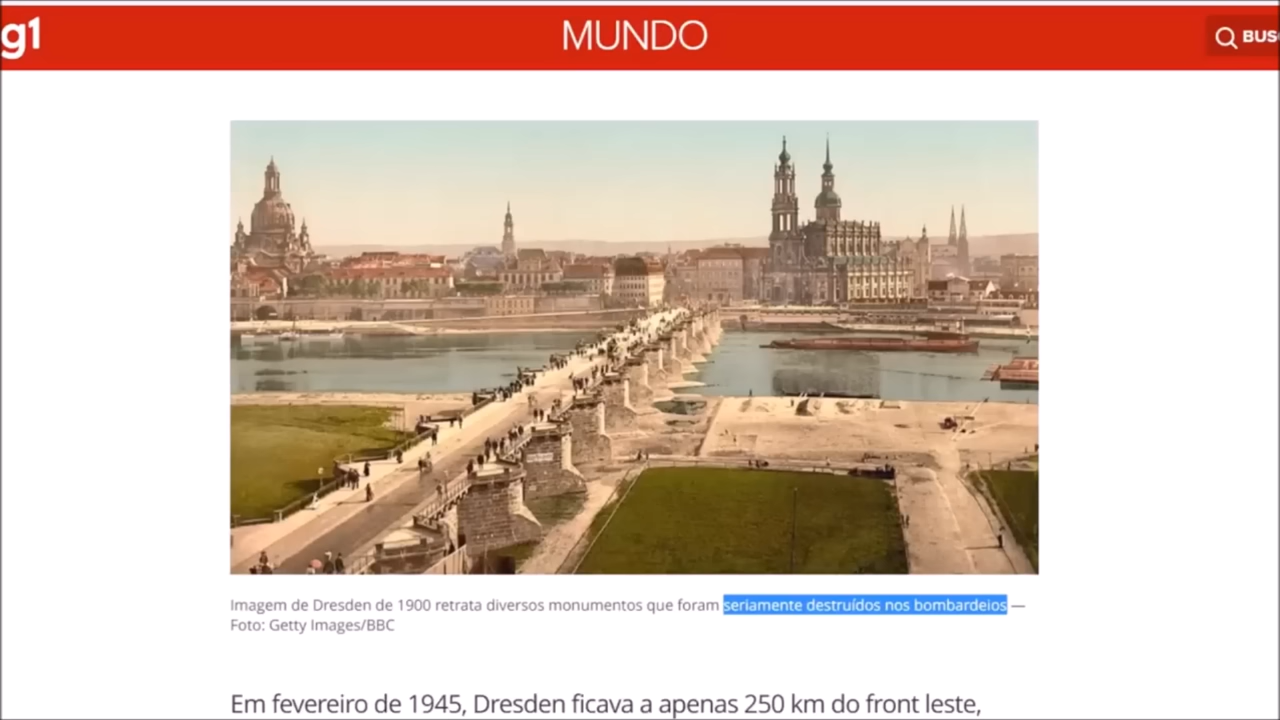 g1
MUNDO
BUS
Imagem de Dresden de 1900 retrata diversos monumentos que foram seriamente destruídos nos bombardeios —
Foto: Getty Images/BBC
Em fevereiro de 1945, Dresden ficava a apenas 250 km do front leste,